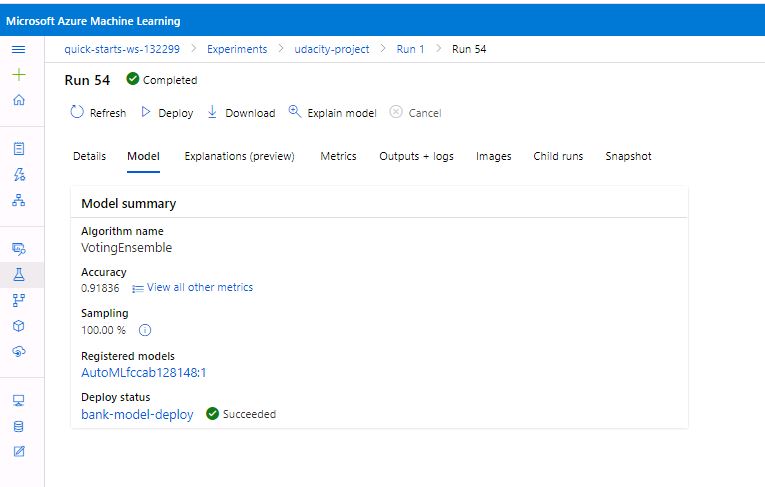 Microsoft Azure Machine Learning
quick-starts-ws-132299 > Experiments > udacity-project > Run 1 > Run 54
Run 54 Completed
Refresh Deploy Download Explain model Cancel
Details Model Explanations (preview) Metrics Outputs + logs Images Child runs Snapshot
Model summary
Algorithm name
VotingEnsemble
Accuracy
0.91836 View all other metrics
Sampling
100.00 %
Registered models
AutoMLfccab128148:1
Deploy status
bank-model-deploy Succeeded